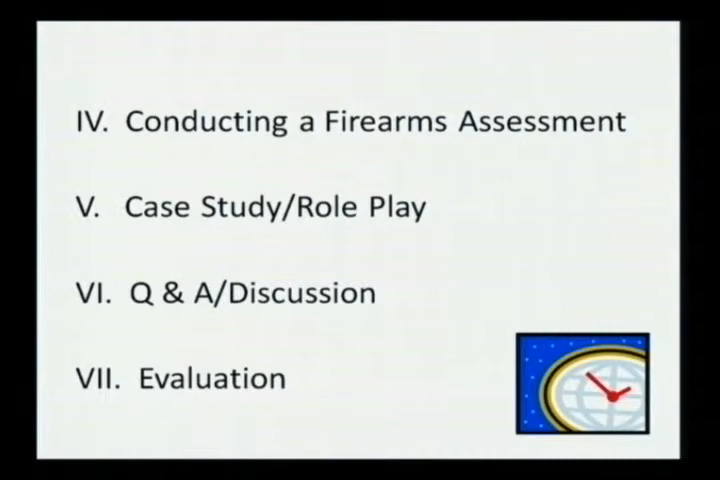 IV. Conducting a Firearms Assessment
V. Case Study/Role Play
VI. Q & A/Discussion
VII. Evaluation